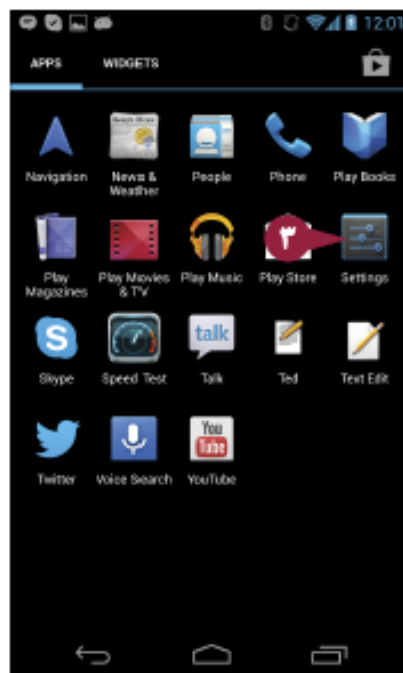 12:01
APPS WIDGETS
Navigation News & Weather People Phone Play Books
٣
Play Magazines Play Movies & TV Play Music Play Store Settings
S talk
Skype Speed Test Talk Ted Text Edit
You Tube
Twitter Voice Search YouTube